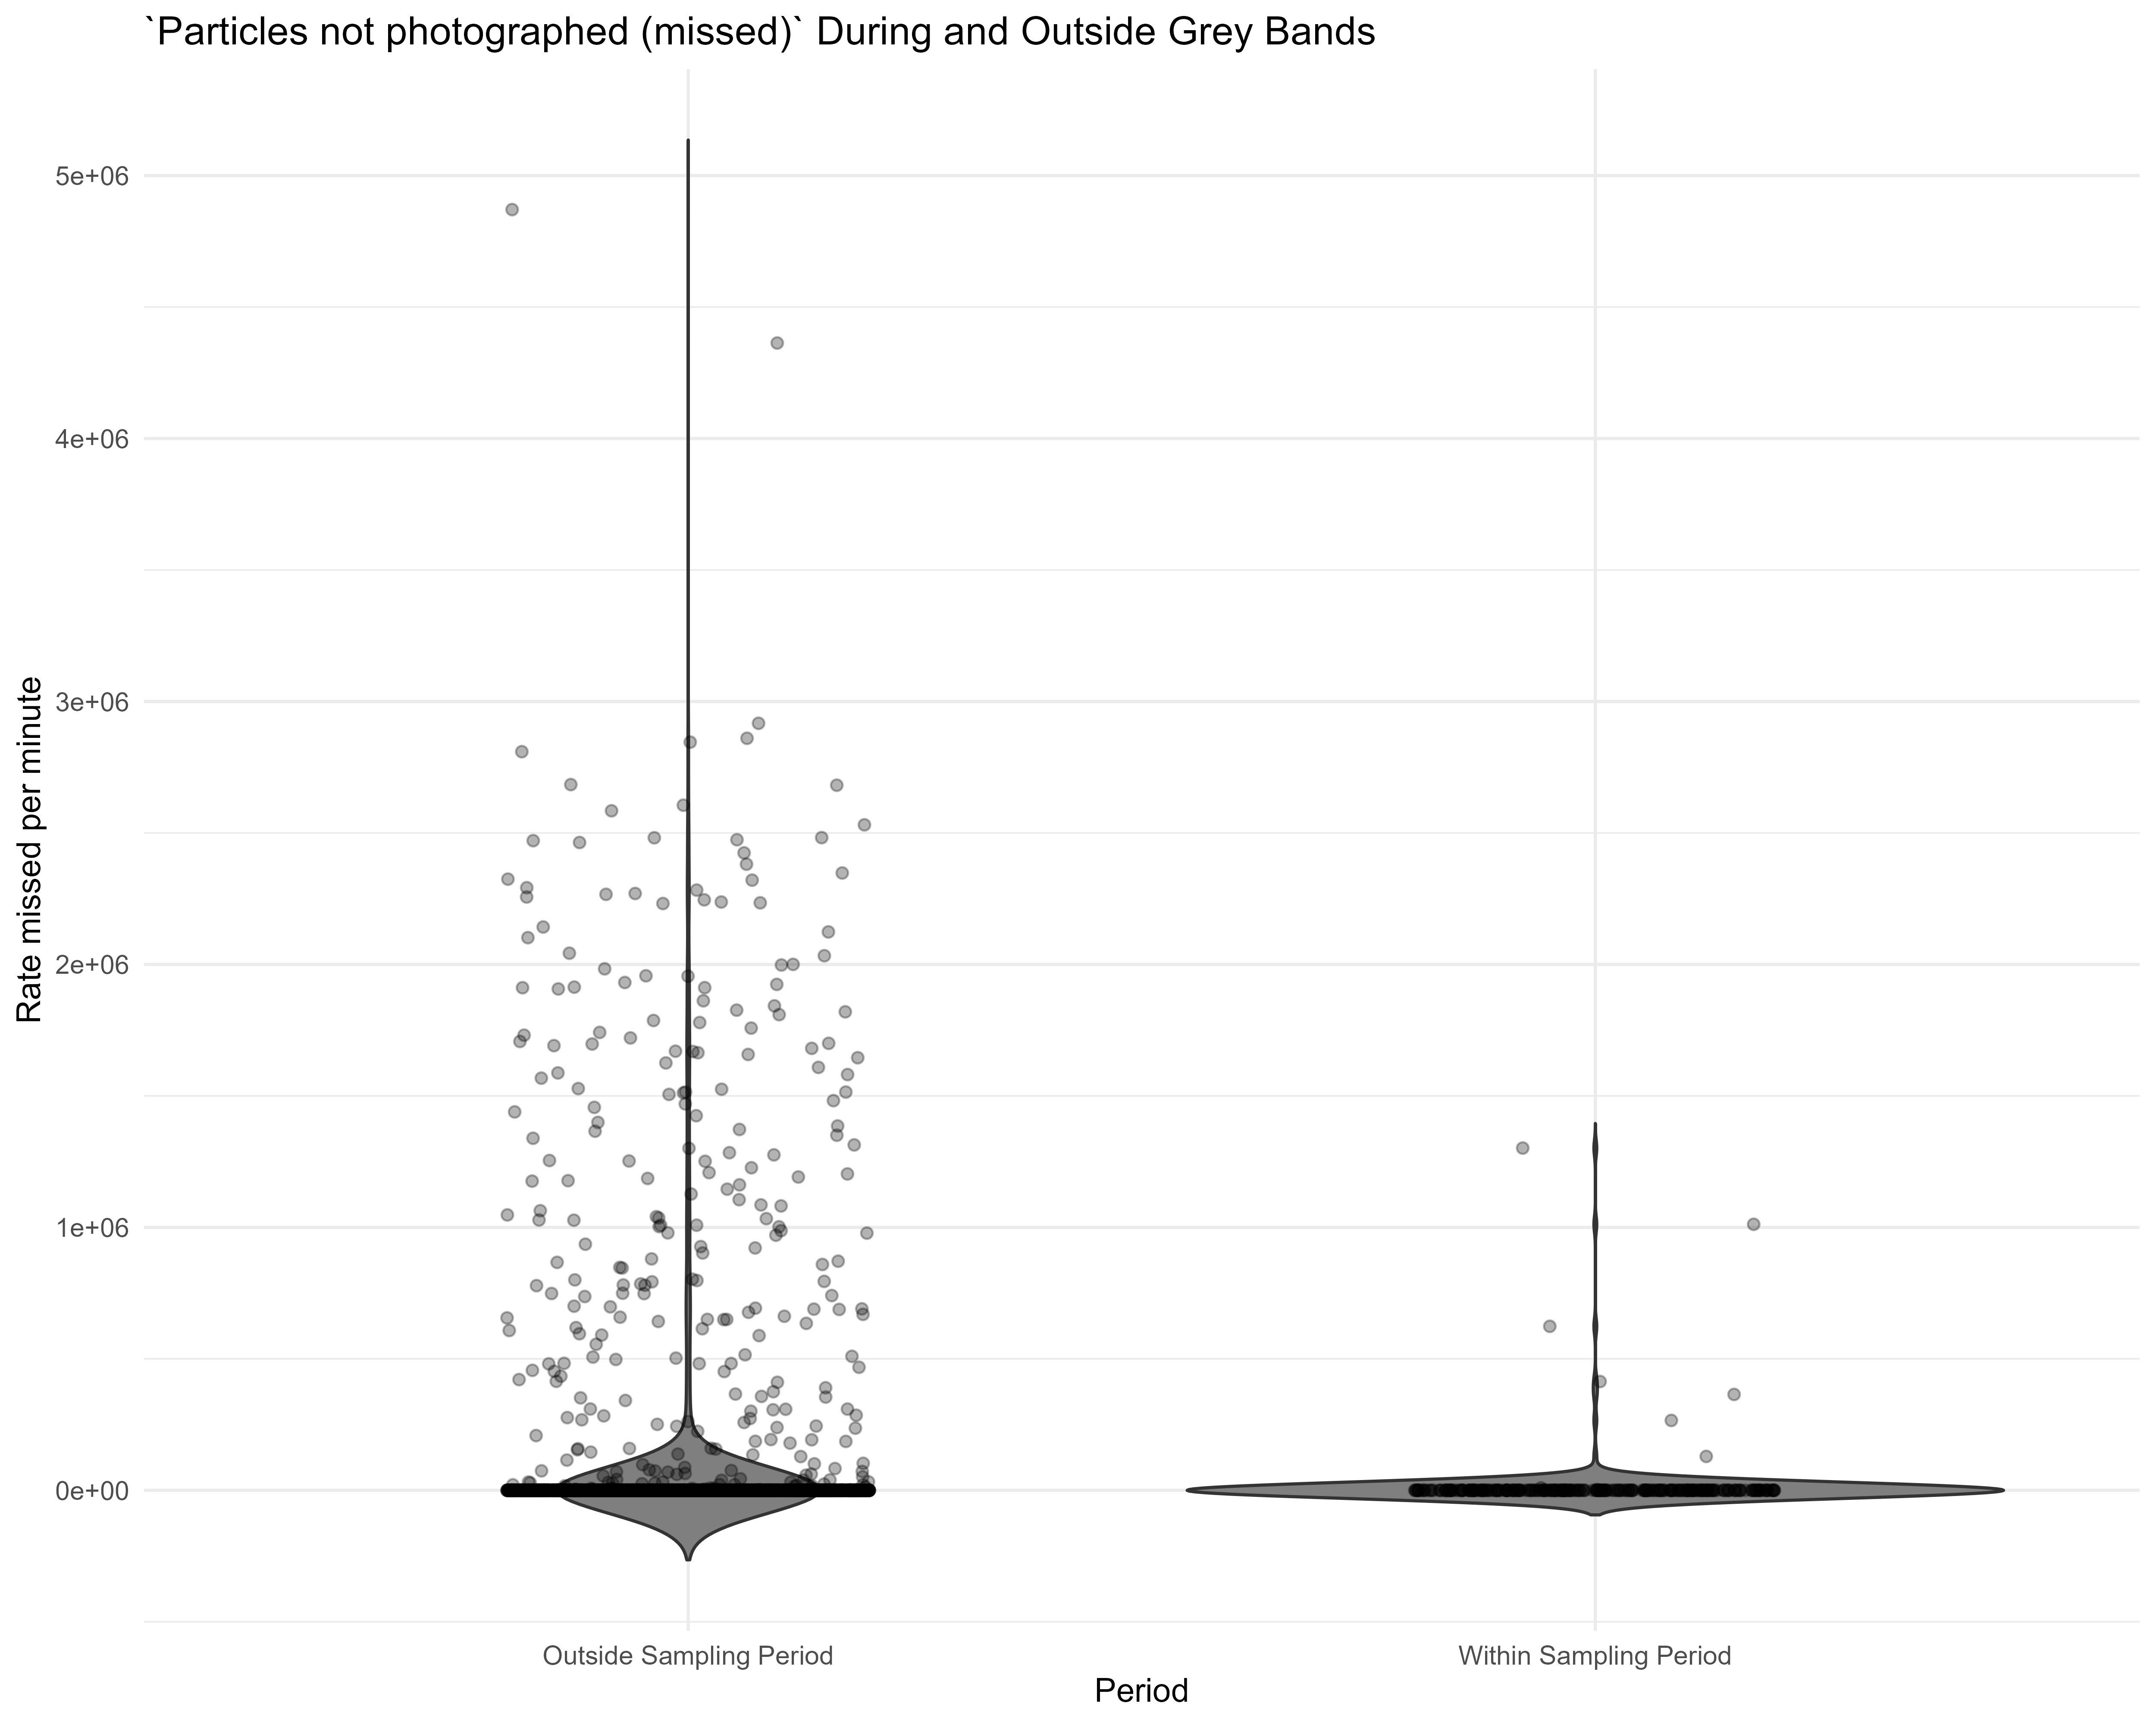 `Particles not photographed (missed)` During and Outside Grey Bands
5e+06
4e+06
3e+06
2e+06
1e+06
0e+00
Rate missed per minute
Outside Sampling Period
Within Sampling Period
Period